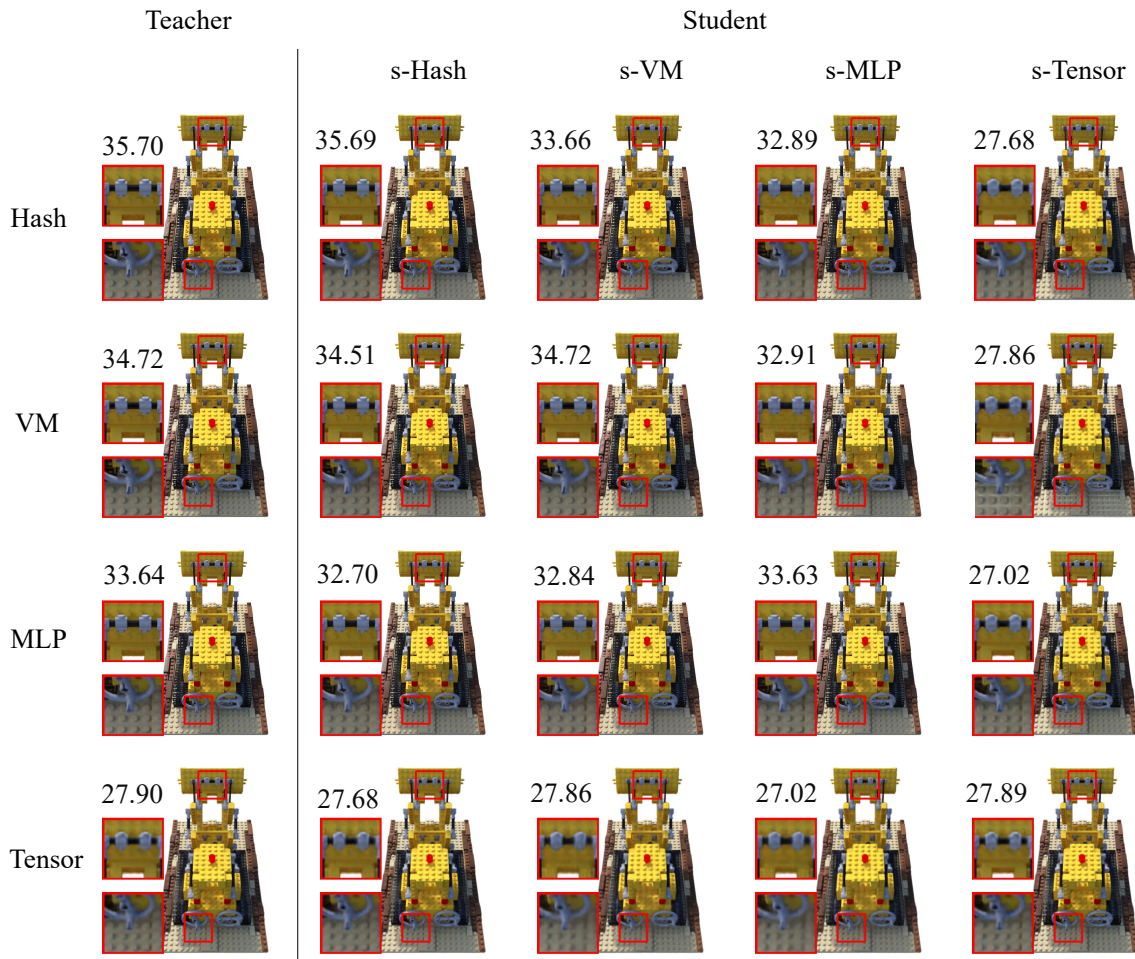 Teacher Student
s-Hash s-VM s-MLP s-Tensor
Hash 35.70 35.69 33.66 32.89 27.68
VM 34.72 34.51 34.72 32.91 27.86
MLP 33.64 32.70 32.84 33.63 27.02
Tensor 27.90 27.68 27.86 27.02 27.89